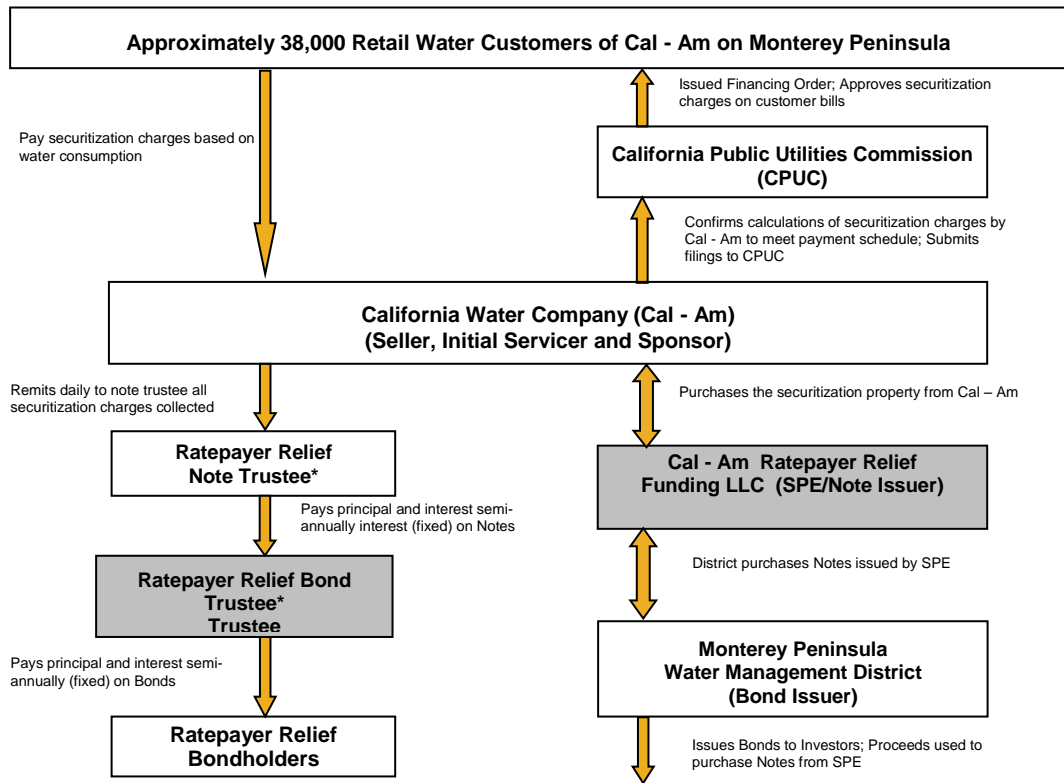 Approximately 38,000 Retail Water Customers of Cal - Am on Monterey Peninsula
Pay securitization charges based on
water consumption
Issued Financing Order; Approves securitization
charges on customer bills
California Public Utilities Commission
(CPUC)
Confirms calculations of securitization charges by
Cal - Am to meet payment schedule; Submits
filings to CPUC
California Water Company (Cal - Am)
(Seller, Initial Servicer and Sponsor)
Remits daily to note trustee all
securitization charges collected
Purchases the securitization property from Cal – Am
Ratepayer Relief
Note Trustee*
Cal - Am Ratepayer Relief
Funding LLC (SPE/Note Issuer)
Pays principal and interest semi-
annually interest (fixed) on Notes
District purchases Notes issued by SPE
Ratepayer Relief Bond
Trustee*
Trustee
Monterey Peninsula
Water Management District
(Bond Issuer)
Pays principal and interest semi-
annually (fixed) on Bonds
Ratepayer Relief
Bondholders
Issues Bonds to Investors; Proceeds used to
purchase Notes from SPE